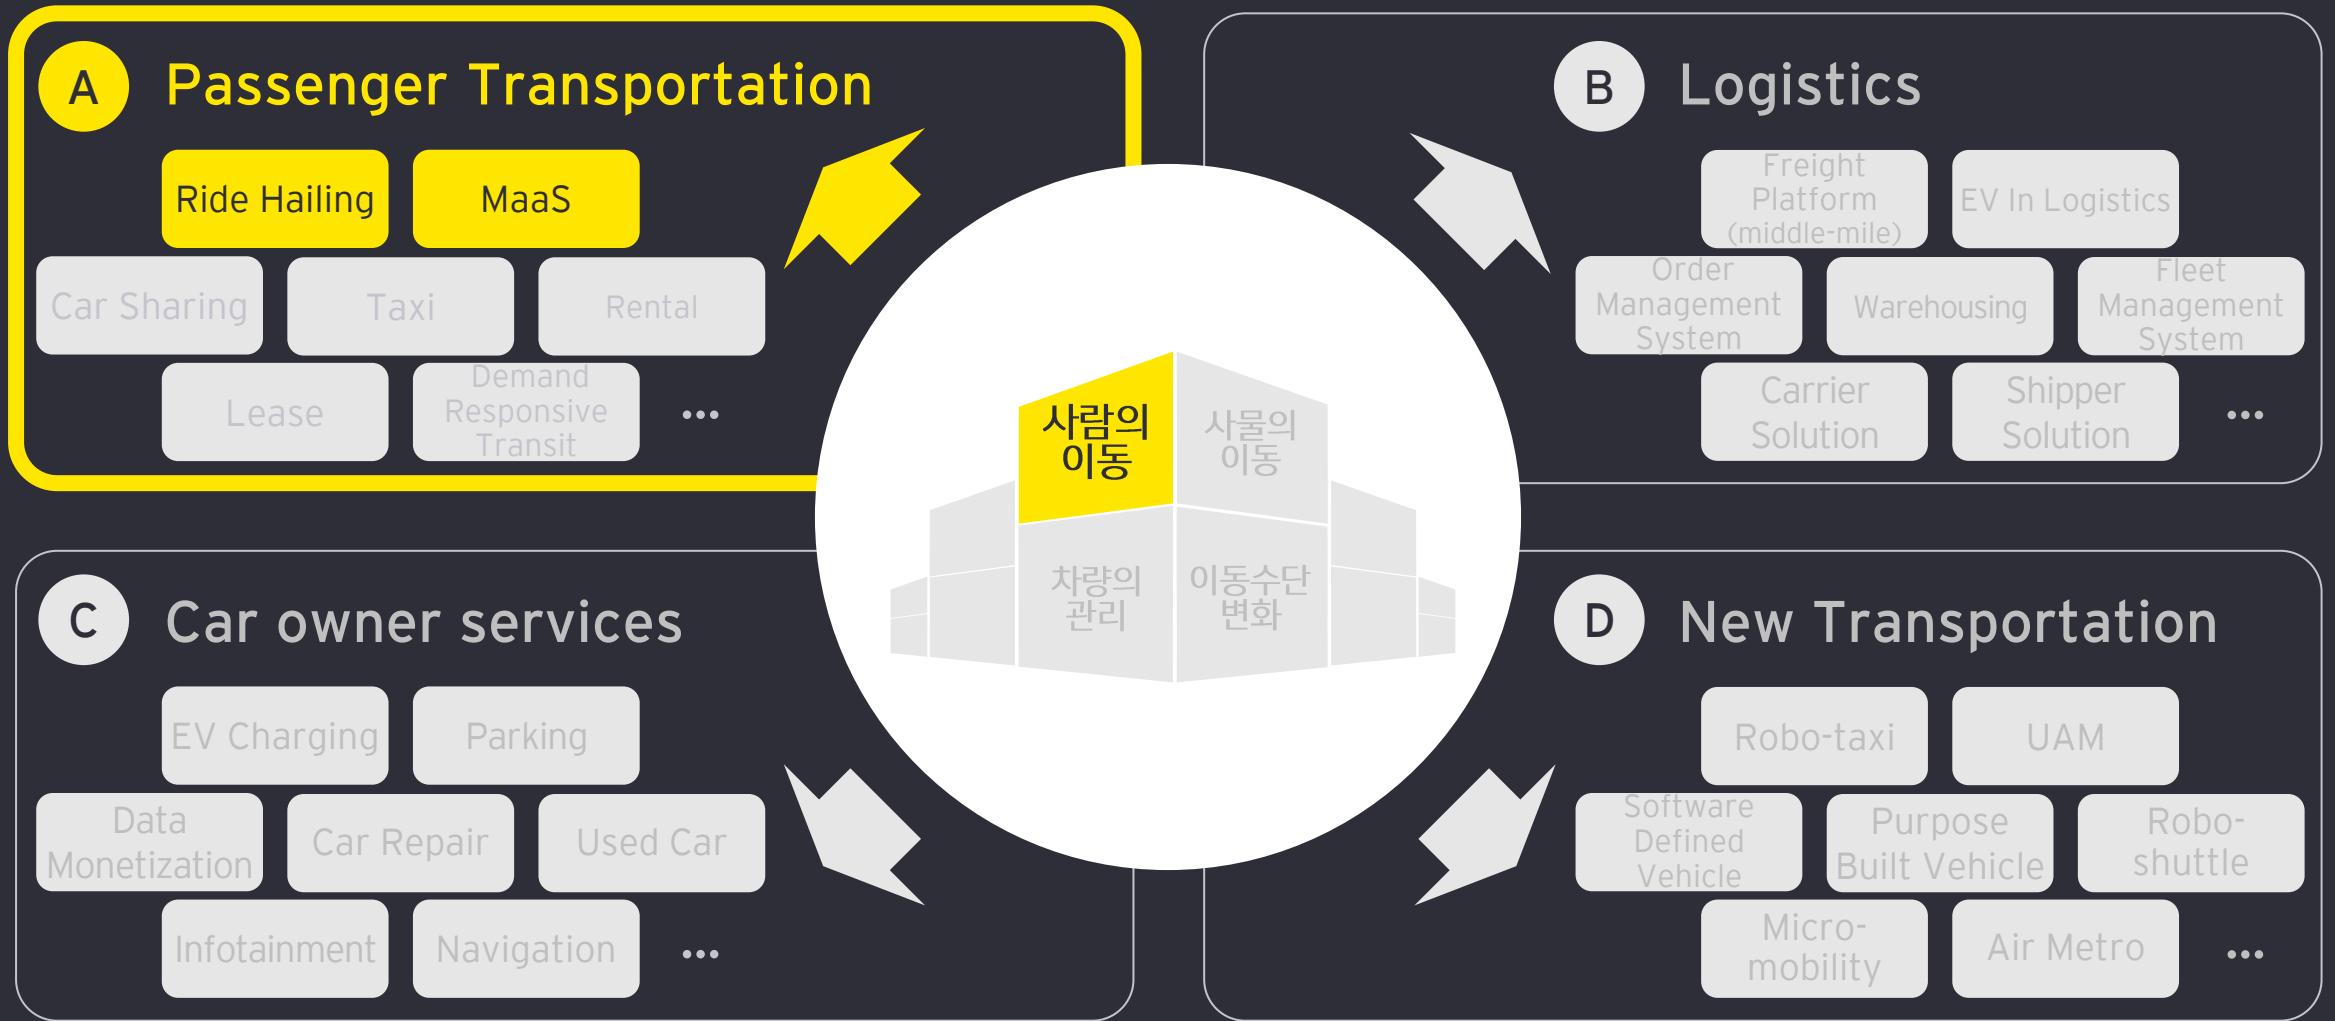 A
Passenger Transportation
Ride Hailing
MaaS
Car Sharing
Taxi
Rental
Lease
Demand
Responsive
Transit
...
B
Logistics
Freight
Platform
(middle-mile)
EV In Logistics
Order
Management
System
Warehousing
Fleet
Management
System
Carrier
Solution
Shipper
Solution
...
사람의
이동
사물의
이동
차량의
관리
이동수단
변화
C
Car owner services
EV Charging
Parking
Data
Monetization
Car Repair
Used Car
Infotainment
Navigation
...
D
New Transportation
Robo-taxi
UAM
Software
Defined
Vehicle
Purpose
Built Vehicle
Robo-
shuttle
Micro-
mobility
Air Metro
...